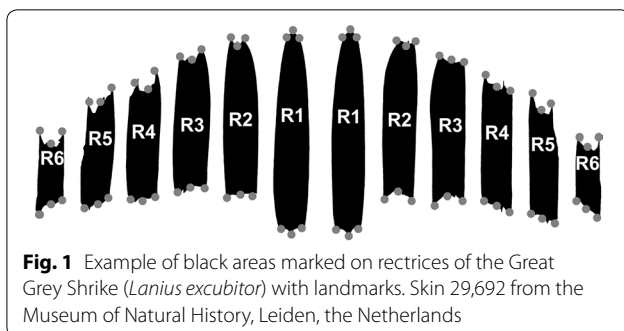 R6 R5 R4 R3 R2 R1 R1 R2 R3 R4 R5 R6
Fig. 1 Example of black areas marked on rectrices of the Great
Grey Shrike (Lanius excubitor) with landmarks. Skin 29,692 from the
Museum of Natural History, Leiden, the Netherlands